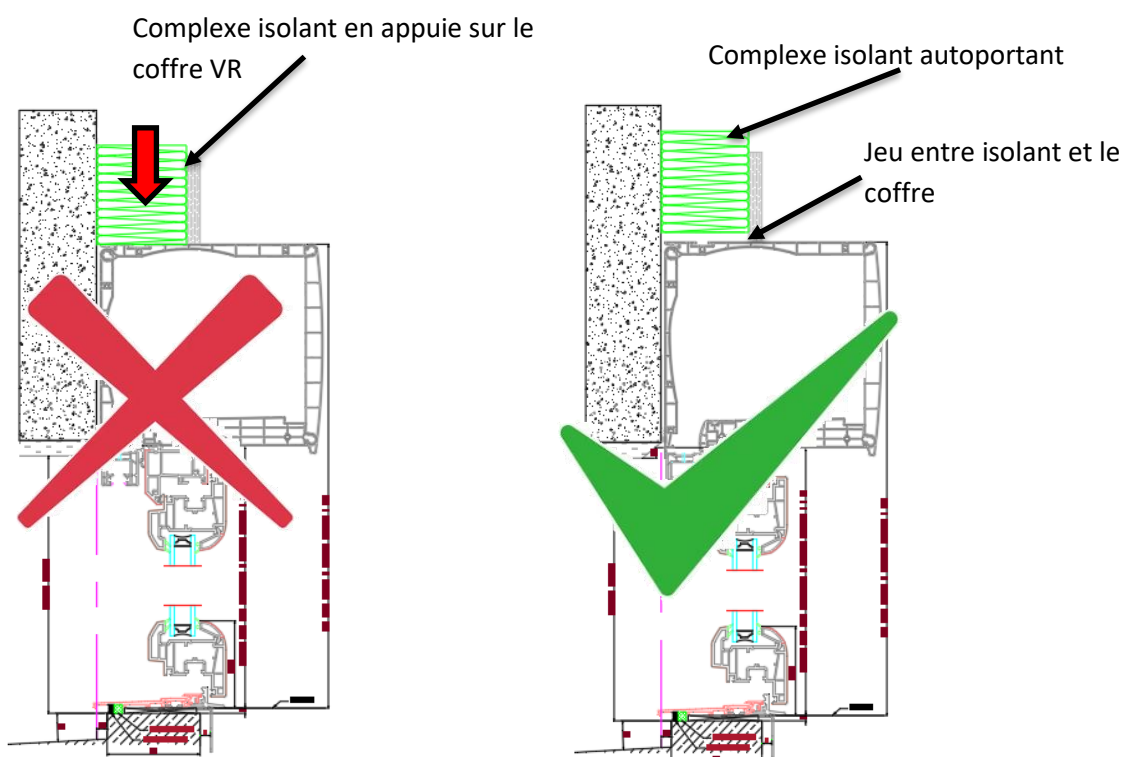 Complexe isolant en appuie sur le
coffre VR
Complexe isolant autoportant
Jeu entre isolant et le
coffre